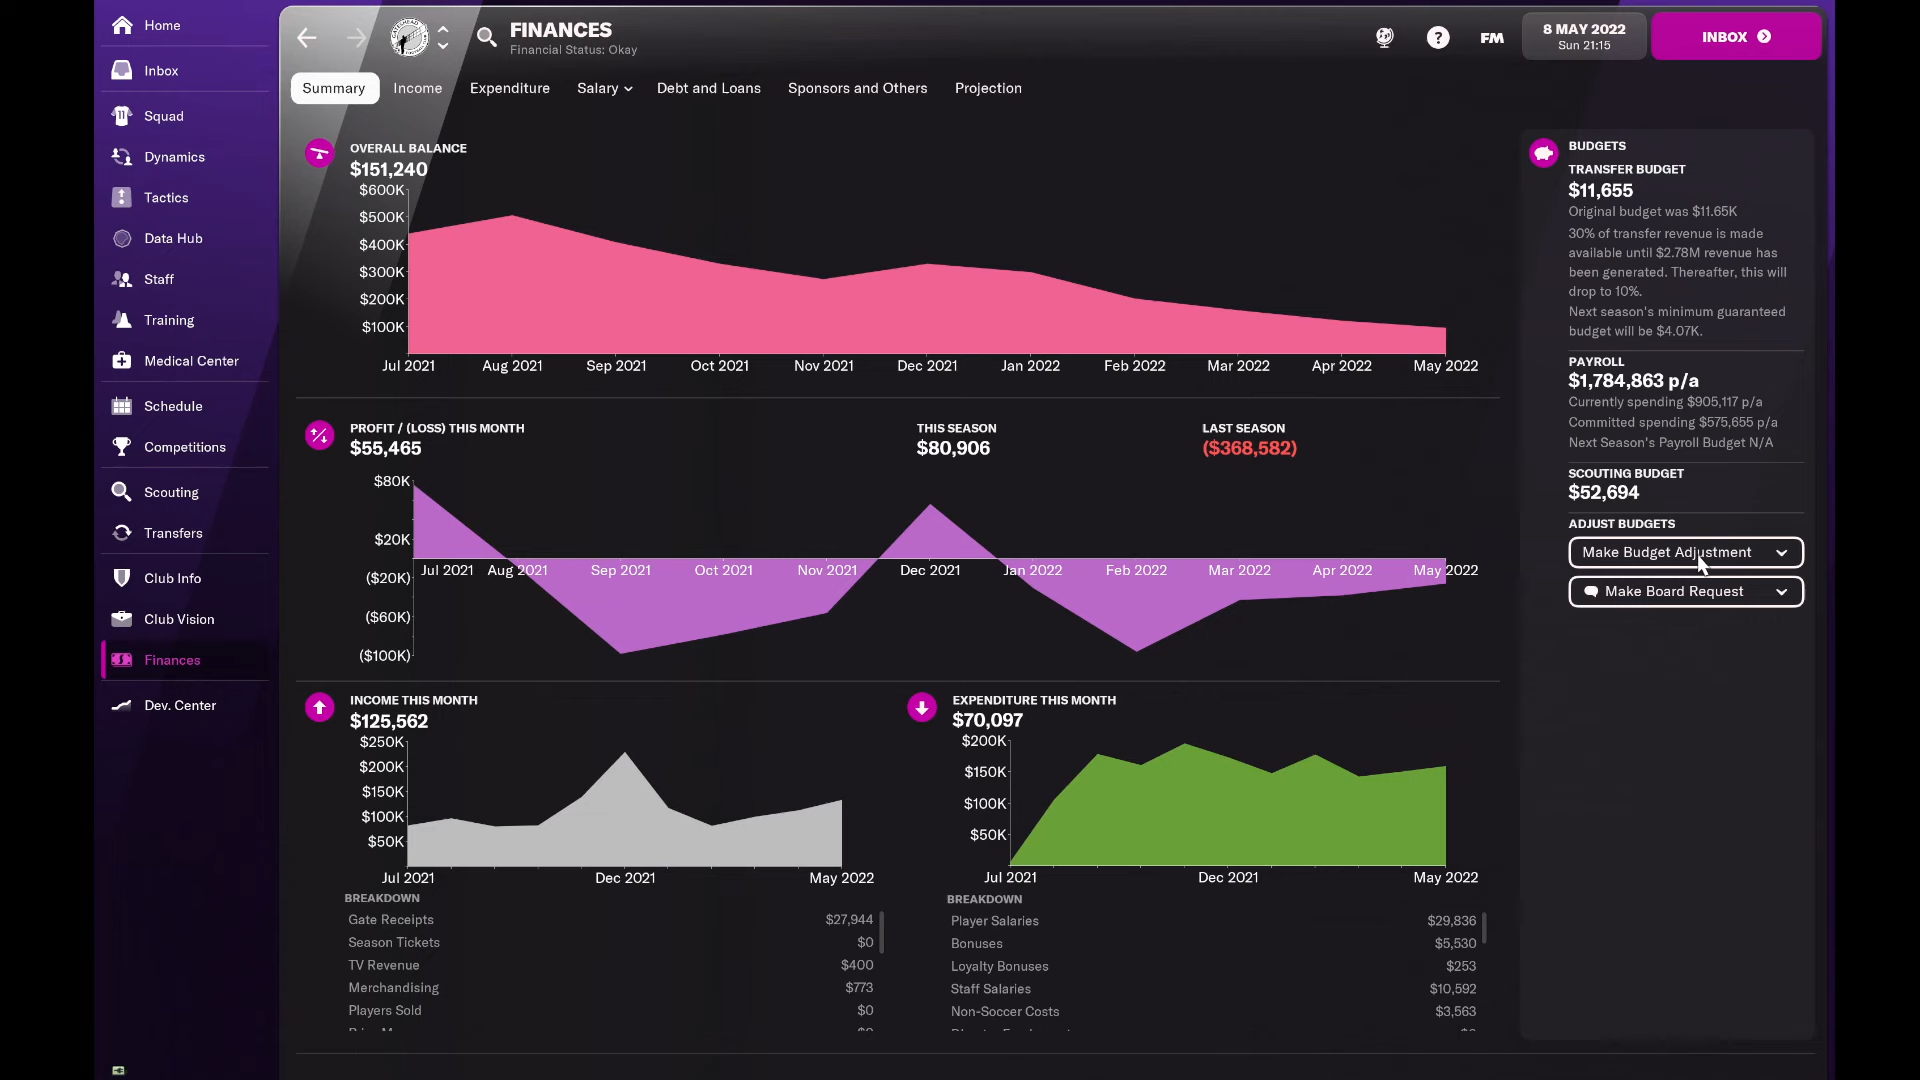 Home
Inbox
Squad
Dynamics
Tactics
Data Hub
Staff
Training
Medical Center
Schedule
Competitions
Scouting
Transfers
Club Info
Club Vision
Finances
Dev. Center
FINANCES
Financial Status: Okay
FM
8 MAY 2022
Sun 21:15
INBOX
Summary
Income
Expenditure
Salary
Debt and Loans
Sponsors and Others
Projection
OVERALL BALANCE
$151,240
$600K
$500K
$400K
$300K
$200K
$100K
Jul 2021 Aug 2021 Sep 2021 Oct 2021 Nov 2021 Dec 2021 Jan 2022 Feb 2022 Mar 2022 Apr 2022 May 2022
PROFIT / (LOSS) THIS MONTH
$55,465
THIS SEASON
$80,906
LAST SEASON
($368,582)
$80K
$20K
($20K)
($60K)
($100K)
Jul 2021 Aug 2021 Sep 2021 Oct 2021 Nov 2021 Dec 2021 Jan 2022 Feb 2022 Mar 2022 Apr 2022 May 2022
INCOME THIS MONTH
$125,562
$250K
$200K
$150K
$100K
$50K
Jul 2021 Dec 2021 May 2022
BREAKDOWN
Gate Receipts $27,944
Season Tickets $0
TV Revenue $400
Merchandising $773
Players Sold $0
EXPENDITURE THIS MONTH
$70,097
$200K
$150K
$100K
$50K
Jul 2021 Dec 2021 May 2022
BREAKDOWN
Player Salaries $29,836
Bonuses $5,530
Loyalty Bonuses $253
Staff Salaries $10,592
Non-Soccer Costs $3,563
BUDGETS
TRANSFER BUDGET
$11,655
Original budget was $11.65K
30% of transfer revenue is made
available until $2.78M revenue has
been generated. Thereafter, this will
drop to 10%.
Next season's minimum guaranteed
budget will be $4.07K.
PAYROLL
$1,784,863 p/a
Currently spending $905,117 p/a
Committed spending $575,655 p/a
Next Season's Payroll Budget N/A
SCOUTING BUDGET
$52,694
ADJUST BUDGETS
Make Budget Adjustment
Make Board Request